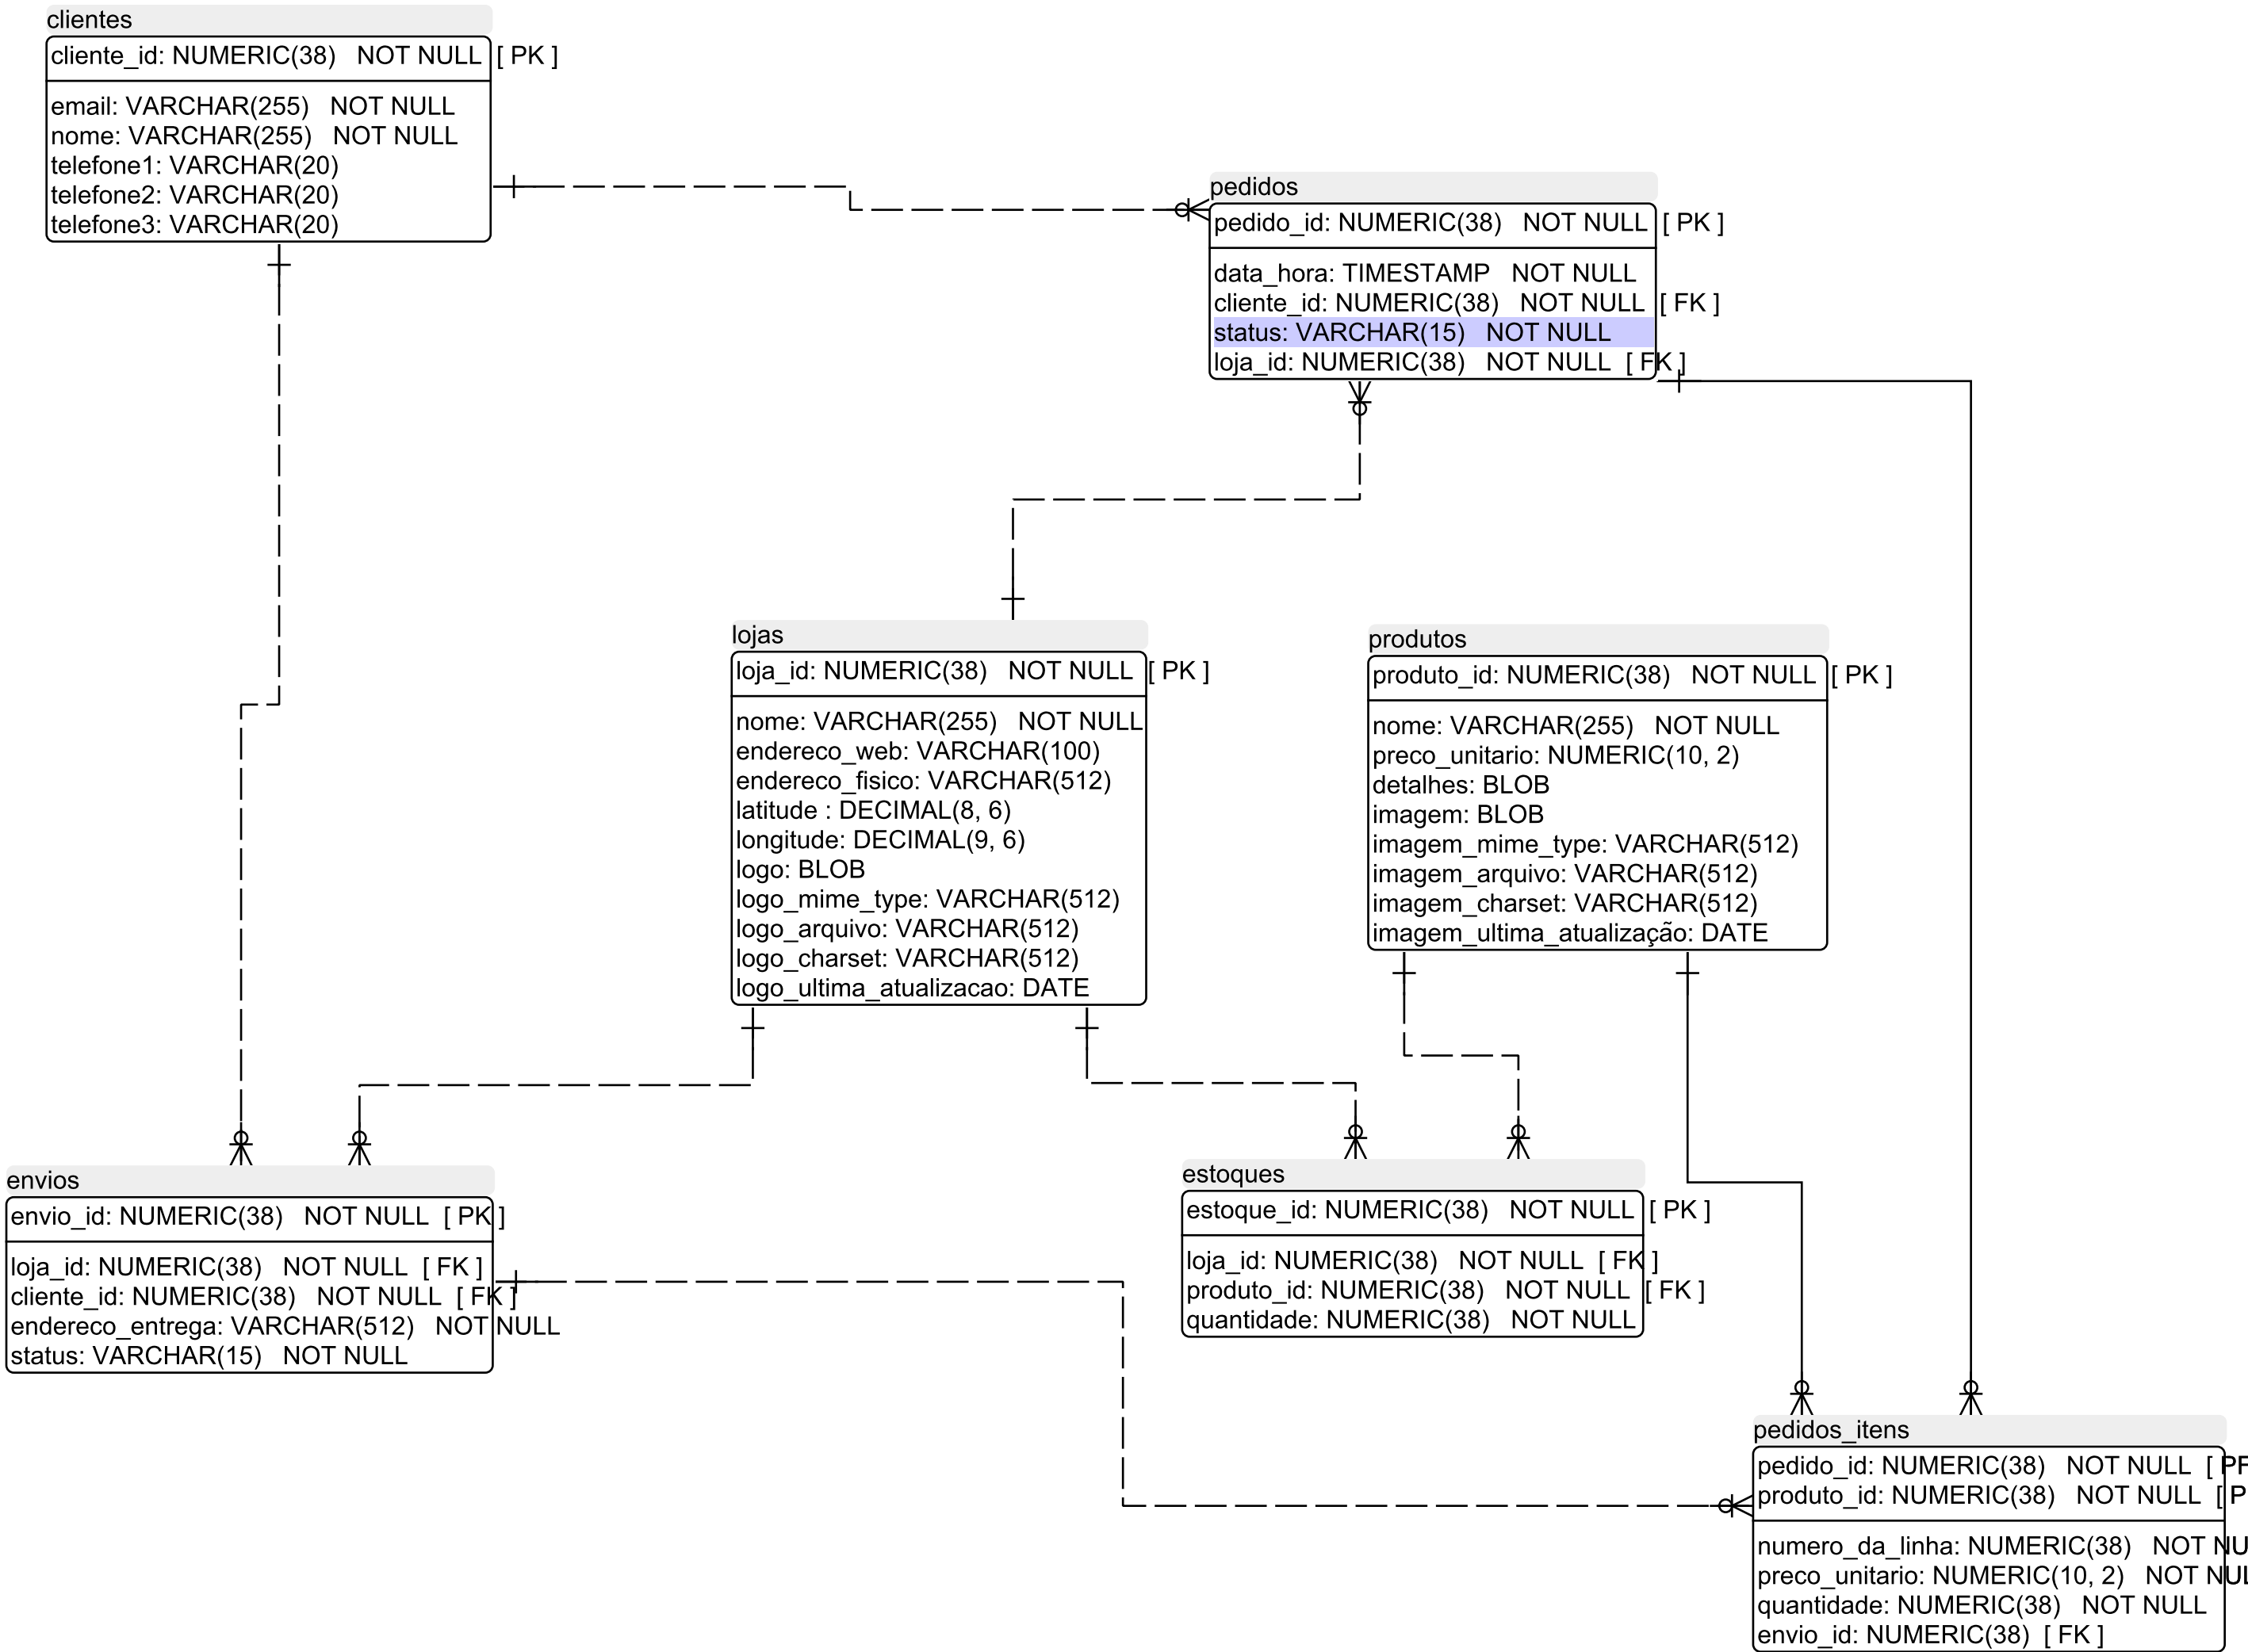 clientes
cliente_id: NUMERIC(38) NOT NULL [ PK ]
email: VARCHAR(255) NOT NULL
nome: VARCHAR(255) NOT NULL
telefone1: VARCHAR(20)
telefone2: VARCHAR(20)
telefone3: VARCHAR(20)
pedidos
pedido_id: NUMERIC(38) NOT NULL [ PK ]
data_hora: TIMESTAMP NOT NULL
cliente_id: NUMERIC(38) NOT NULL [ FK ]
status: VARCHAR(15) NOT NULL
loja_id: NUMERIC(38) NOT NULL [ FK ]
lojas
loja_id: NUMERIC(38) NOT NULL [ PK ]
nome: VARCHAR(255) NOT NULL
endereco_web: VARCHAR(100)
endereco_fisico: VARCHAR(512)
latitude : DECIMAL(8, 6)
longitude: DECIMAL(9, 6)
logo: BLOB
logo_mime_type: VARCHAR(512)
logo_arquivo: VARCHAR(512)
logo_charset: VARCHAR(512)
logo_ultima_atualizacao: DATE
produtos
produto_id: NUMERIC(38) NOT NULL [ PK ]
nome: VARCHAR(255) NOT NULL
preco_unitario: NUMERIC(10, 2)
detalhes: BLOB
imagem: BLOB
imagem_mime_type: VARCHAR(512)
imagem_arquivo: VARCHAR(512)
imagem_charset: VARCHAR(512)
imagem_ultima_atualização: DATE
envios
envio_id: NUMERIC(38) NOT NULL [ PK ]
loja_id: NUMERIC(38) NOT NULL [ FK ]
cliente_id: NUMERIC(38) NOT NULL [ FK ]
endereco_entrega: VARCHAR(512) NOT NULL
status: VARCHAR(15) NOT NULL
estoques
estoque_id: NUMERIC(38) NOT NULL [ PK ]
loja_id: NUMERIC(38) NOT NULL [ FK ]
produto_id: NUMERIC(38) NOT NULL [ FK ]
quantidade: NUMERIC(38) NOT NULL
pedidos_itens
pedido_id: NUMERIC(38) NOT NULL [
produto_id: NUMERIC(38) NOT NULL [
numero_da_linha: NUMERIC(38) NOT
preco_unitario: NUMERIC(10, 2) NOT
quantidade: NUMERIC(38) NOT NULL
envio_id: NUMERIC(38) [ FK ]